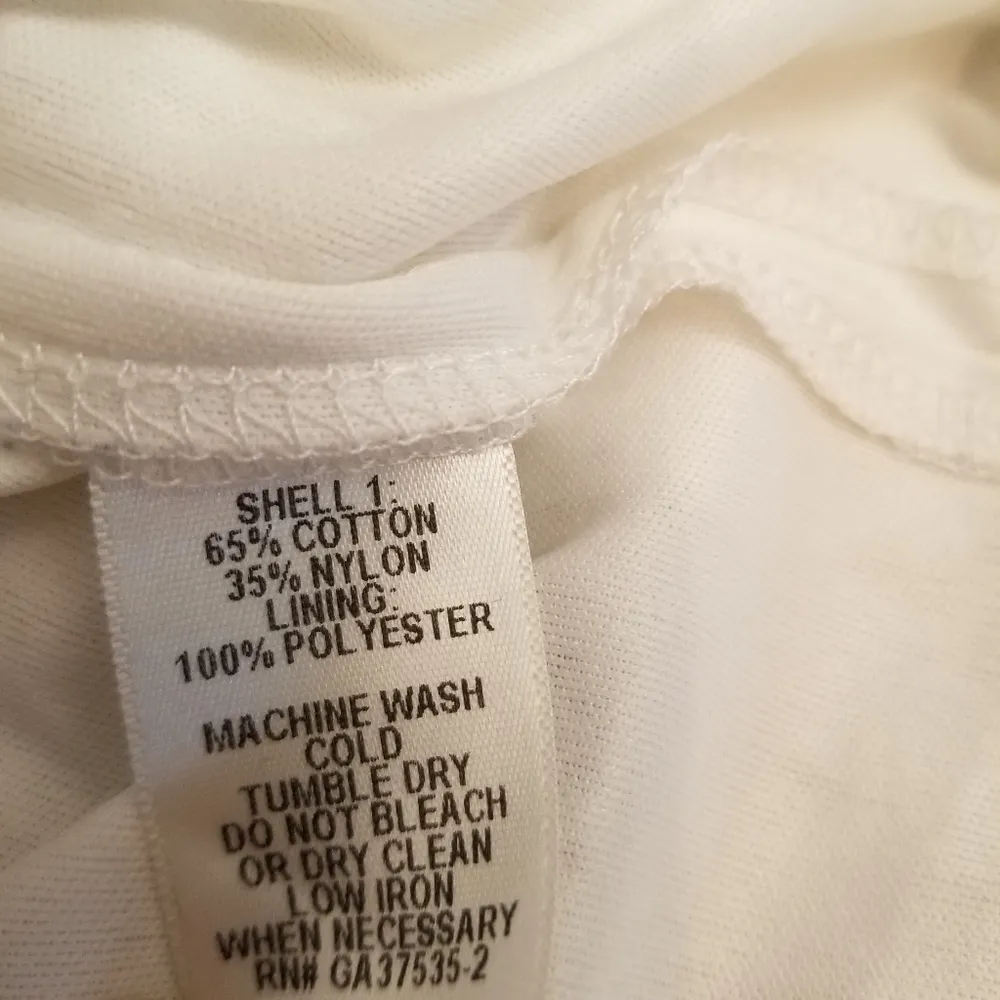 SHELL 1:
65% COTTON
35% NYLON
LINING:
100% POLYESTER
MACHINE WASH
COLD
TUMBLE DRY
DO NOT BLEACH
OR DRY CLEAN
LOW IRON
WHEN NECESSARY
RN# GA37535-2